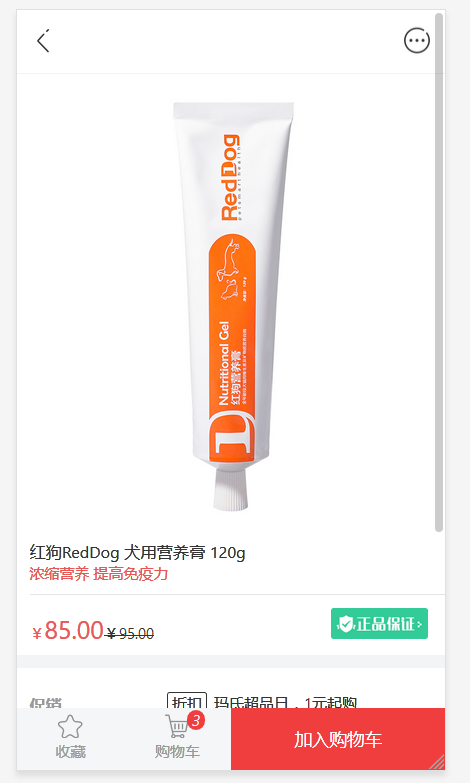 RedDog
petsmarthealth
Nutritional Gel
红狗营养膏
红狗RedDog 犬用营养膏 120g
浓缩营养 提高免疫力
￥85.00 ￥95.00
正品保证
促销 折扣 玛氏超品日，1元起购
收藏
3
购物车
加入购物车